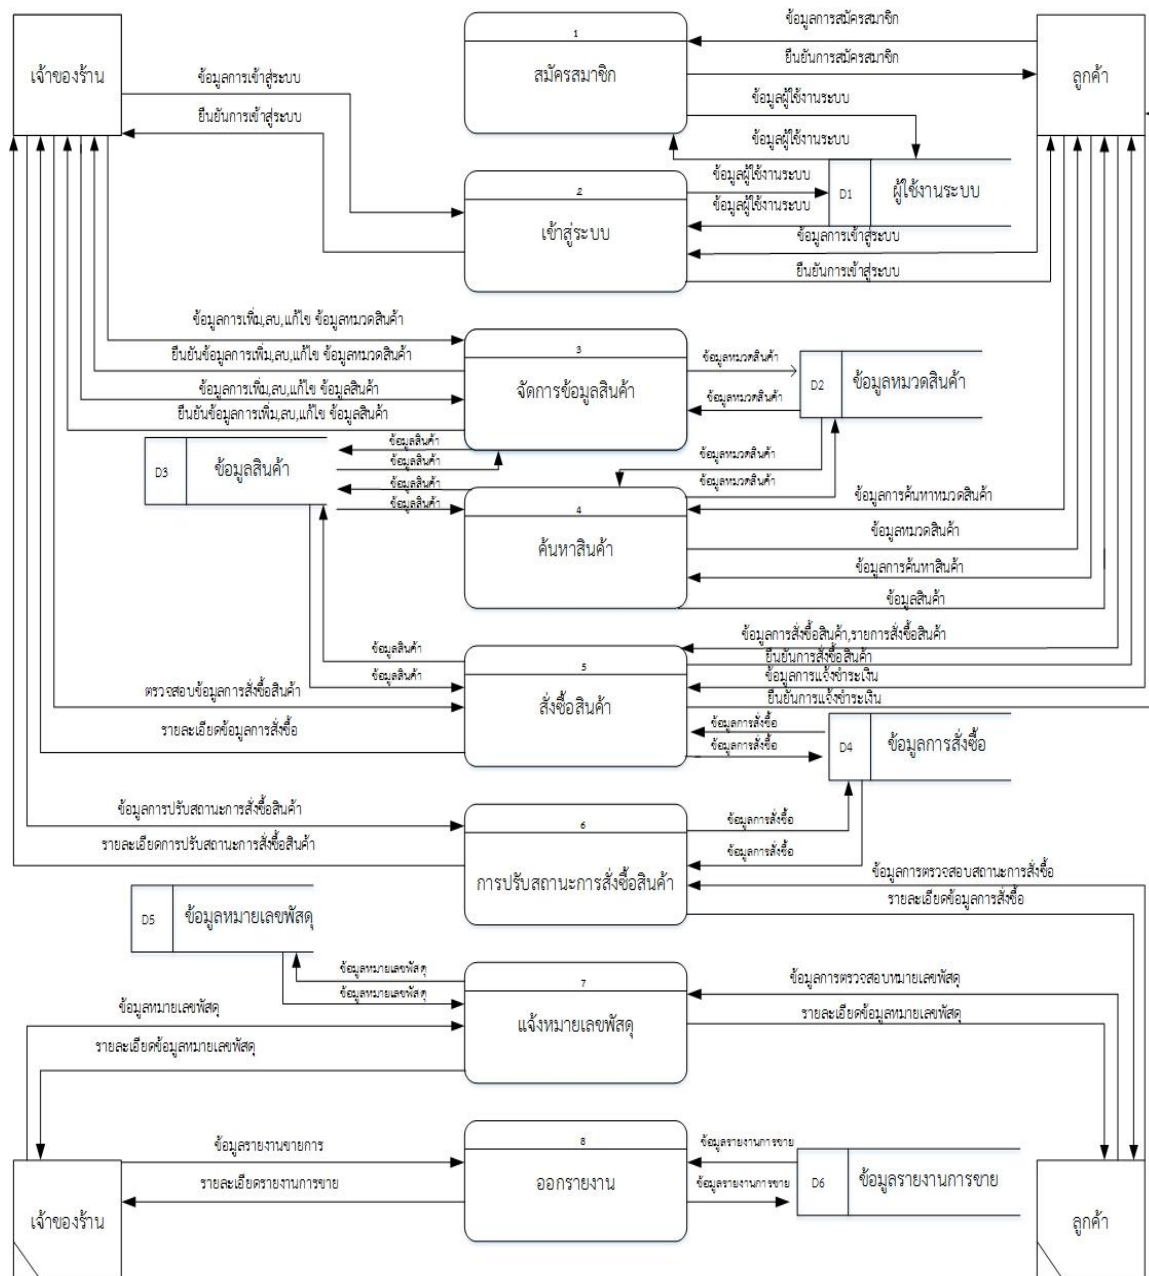 1
ข้อมูลการสมัครสมาชิก
เจ้าของร้าน
สมัครสมาชิก
ยืนยันการสมัครสมาชิก
ลูกค้า
ข้อมูลการเข้าสู่ระบบ
ข้อมูลผู้ใช้งานระบบ
ยืนยันการเข้าสู่ระบบ
ข้อมูลผู้ใช้งานระบบ
2
เข้าสู่ระบบ
ข้อมูลผู้ใช้งานระบบ
ข้อมูลผู้ใช้งานระบบ
D1
ผู้ใช้งานระบบ
ข้อมูลการเข้าสู่ระบบ
ยืนยันการเข้าสู่ระบบ
ข้อมูลการเพิ่ม,ลบ,แก้ไข ข้อมูลหมวดสินค้า
ยืนยันข้อมูลการเพิ่ม,ลบ,แก้ไข ข้อมูลหมวดสินค้า
ข้อมูลการเพิ่ม,ลบ,แก้ไข ข้อมูลสินค้า
ยืนยันข้อมูลการเพิ่ม,ลบ,แก้ไข ข้อมูลสินค้า
3
จัดการข้อมูลสินค้า
ข้อมูลหมวดสินค้า
ข้อมูลหมวดสินค้า
D2
ข้อมูลหมวดสินค้า
D3
ข้อมูลสินค้า
ข้อมูลสินค้า
ข้อมูลสินค้า
ข้อมูลสินค้า
ข้อมูลสินค้า
ข้อมูลหมวดสินค้า
ข้อมูลหมวดสินค้า
4
ค้นหาสินค้า
ข้อมูลการค้นหาหมวดสินค้า
ข้อมูลหมวดสินค้า
ข้อมูลการค้นหาสินค้า
ข้อมูลสินค้า
ข้อมูลสินค้า
ข้อมูลสินค้า
ตรวจสอบข้อมูลการสั่งซื้อสินค้า
รายละเอียดข้อมูลการสั่งซื้อ
5
สั่งซื้อสินค้า
ข้อมูลการสั่งซื้อสินค้า,รายการสั่งซื้อสินค้า
ยืนยันการสั่งซื้อสินค้า
ข้อมูลการแจ้งชำระเงิน
ยืนยันการแจ้งชำระเงิน
ข้อมูลการสั่งซื้อ
ข้อมูลการสั่งซื้อ
D4
ข้อมูลการสั่งซื้อ
ข้อมูลการปรับสถานะการสั่งซื้อสินค้า
รายละเอียดการปรับสถานะการสั่งซื้อสินค้า
6
การปรับสถานะการสั่งซื้อสินค้า
ข้อมูลการสั่งซื้อ
ข้อมูลการสั่งซื้อ
ข้อมูลการตรวจสอบสถานะการสั่งซื้อ
รายละเอียดข้อมูลการสั่งซื้อ
D5
ข้อมูลหมายเลขพัสดุ
ข้อมูลหมายเลขพัสดุ
ข้อมูลหมายเลขพัสดุ
ข้อมูลหมายเลขพัสดุ
รายละเอียดข้อมูลหมายเลขพัสดุ
7
แจ้งหมายเลขพัสดุ
ข้อมูลการตรวจสอบหมายเลขพัสดุ
รายละเอียดข้อมูลหมายเลขพัสดุ
ข้อมูลรายงานขายการ
รายละเอียดรายงานการขาย
8
ออกรายงาน
ข้อมูลรายงานการขาย
ข้อมูลรายงานการขาย
D6
ข้อมูลรายงานการขาย
เจ้าของร้าน
ลูกค้า